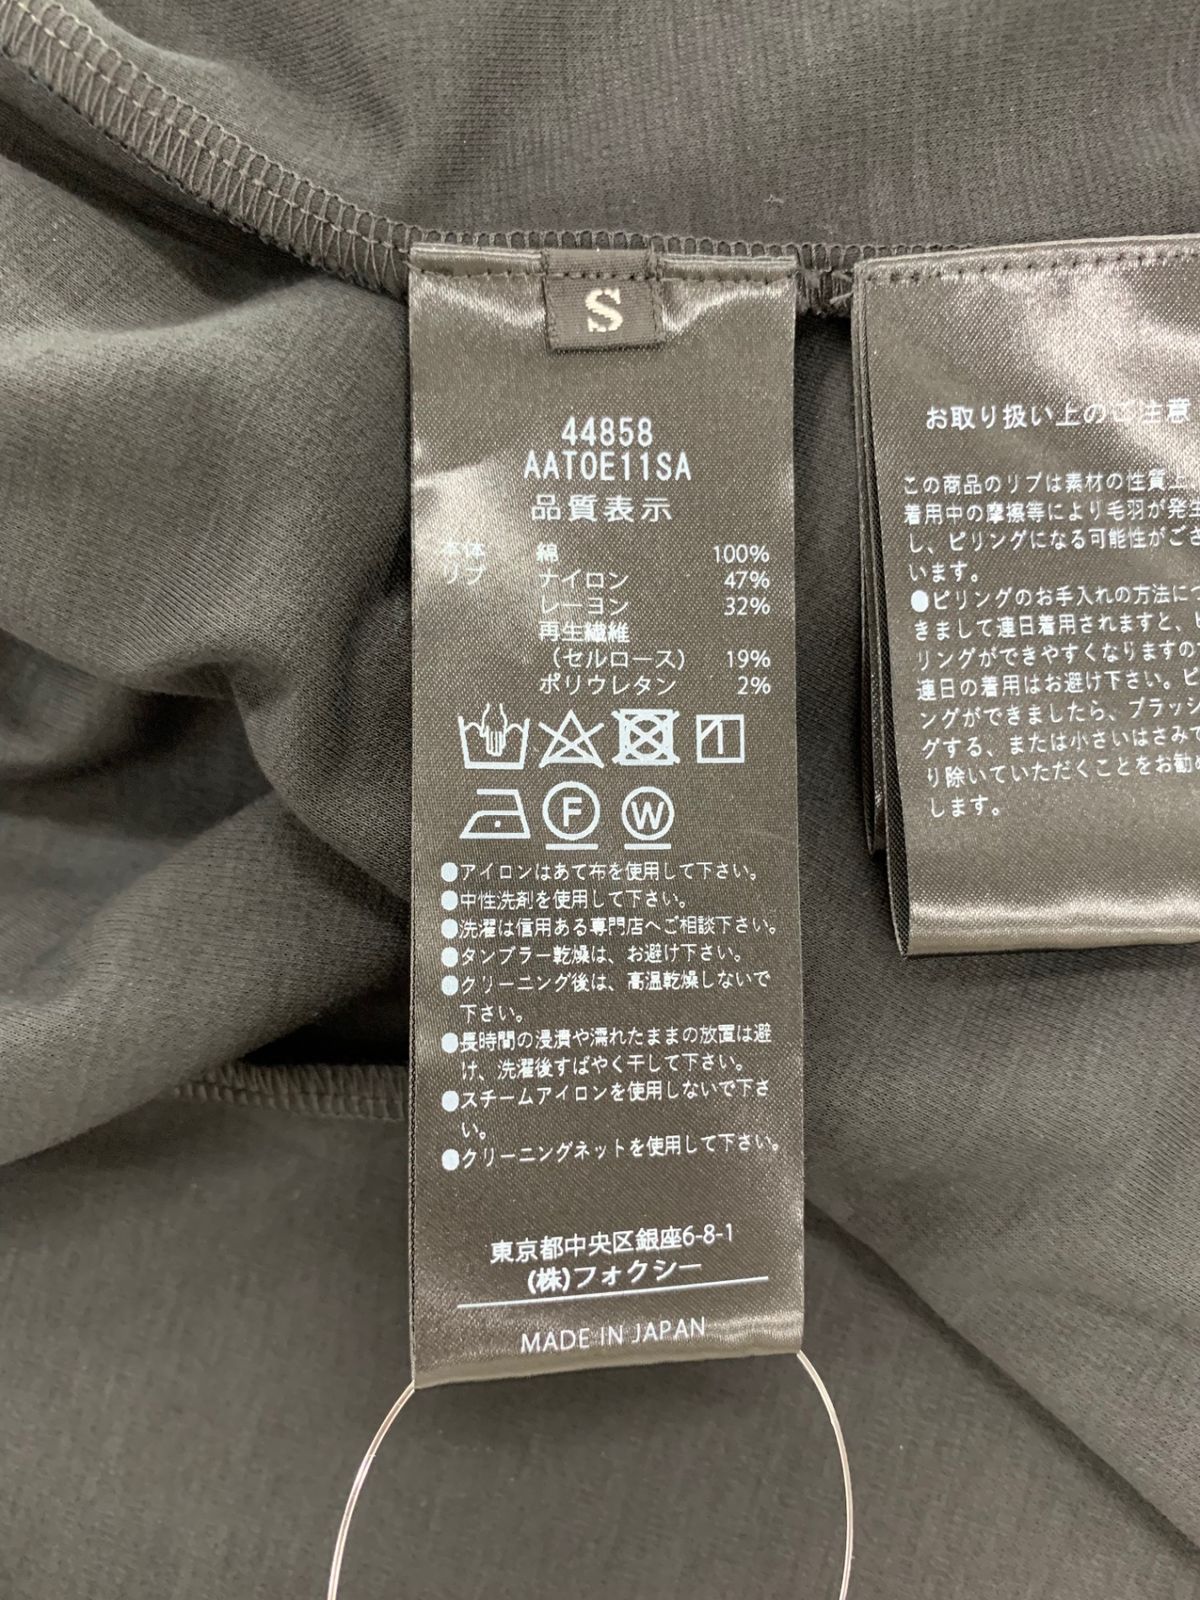 S
44858
AATOE11SA
品質表示
本体 綿 100%
リブ ナイロン 47%
レーヨン 32%
再生繊維
(セルロース) 19%
ポリウレタン 2%
F W
●アイロンはあて布を使用して下さい。
●中性洗剤を使用して下さい。
●洗濯は信用ある専門店へご相談下さい。
●タンブラー乾燥は、お避け下さい。
●クリーニング後は、高温乾燥しないで
下さい。
●長時間の浸漬や濡れたままの放置は避
け、洗濯後すばやく干して下さい。
●スチームアイロンを使用しないで下さ
い。
●クリーニングネットを使用して下さい。
東京都中央区銀座6-8-1
(株)フォクシー
MADE IN JAPAN
お取り扱い上のご注意
この商品のリブは素材の性質上
着用中の摩擦等により毛羽が発生
し、ピリングになる可能性がござ
います。
●ピリングのお手入れの方法につ
きまして連日着用されますと、ピ
リングができやすくなりますので
連日の着用はお避け下さい。ピ
ングができましたら、ブラッシ
グする、または小さいはさみで
り除いていただくことをお勧め
します。